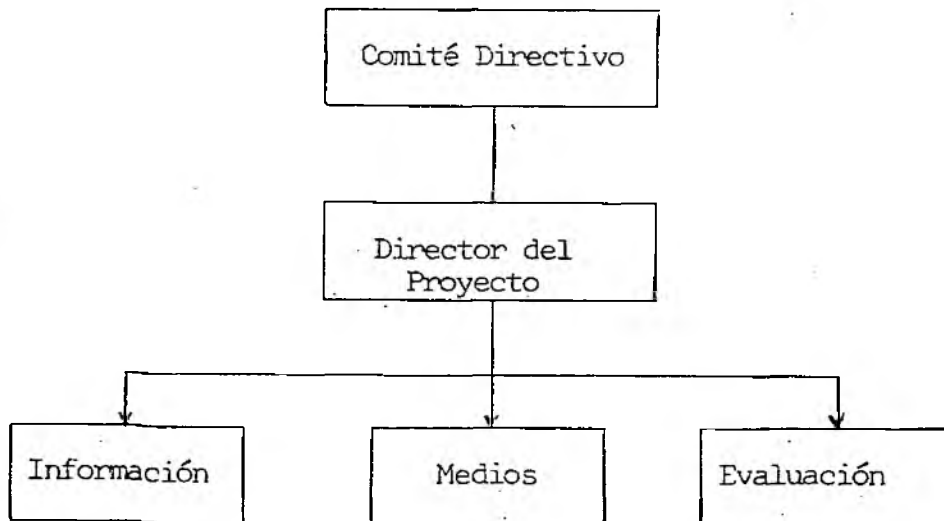 Comité Directivo
Director del
Proyecto
Información
Medios
Evaluación